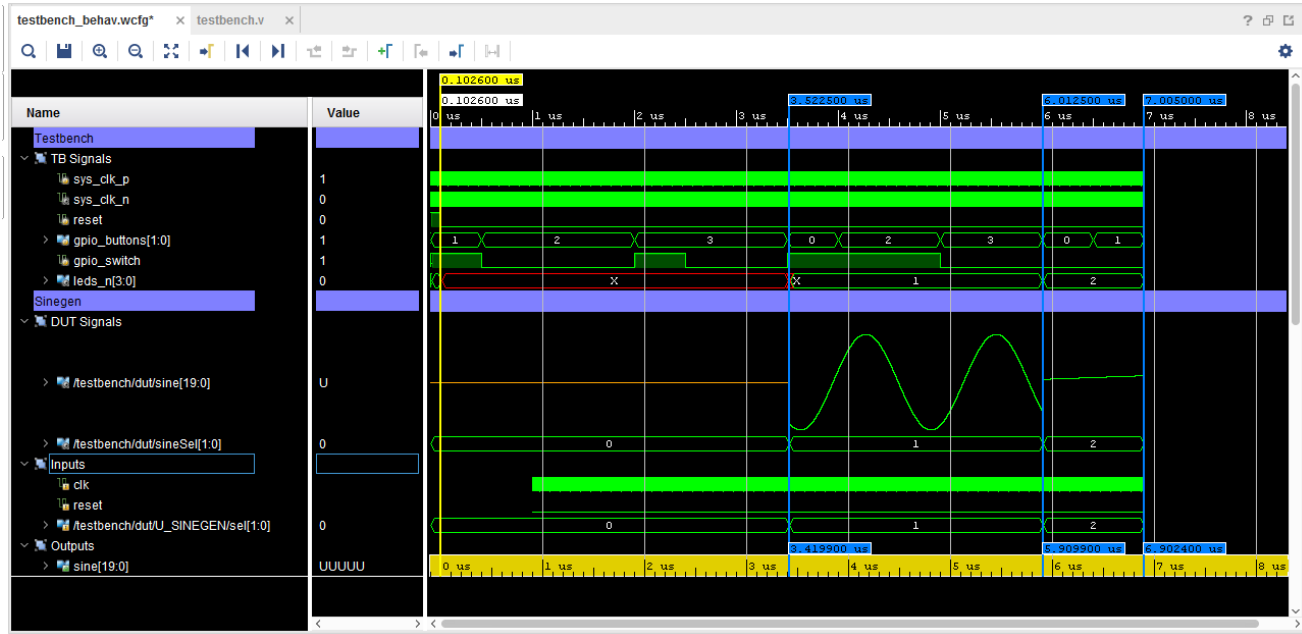 testbench_behav.wcfg* × testbench.v × ?
0.102600 us
0.102600 us 3.522500 us 6.012500 us 7.005000 us
Name Value 0 us 1 us 2 us 3 us 4 us 5 us 6 us 7 us 8 us
Testbench
TB Signals
sys_clk_p 1
sys_clk_n 0
reset 0
gpio_buttons[1:0] 1 1 2 3 0 2 3 0 1
gpio_switch 1
leds_n[3:0] 0 X X 1 2
Sinegen
DUT Signals
/testbench/dut/sine[19:0] U
/testbench/dut/sineSel[1:0] 0 0 1 2
Inputs
clk
reset
/testbench/dut/U_SINEGEN/sel[1:0] 0 0 1 2
Outputs 3.419900 us 5.909900 us 6.902400 us
sine[19:0] UUUUU 0 us 1 us 2 us 3 us 4 us 5 us 6 us 7 us 8 us